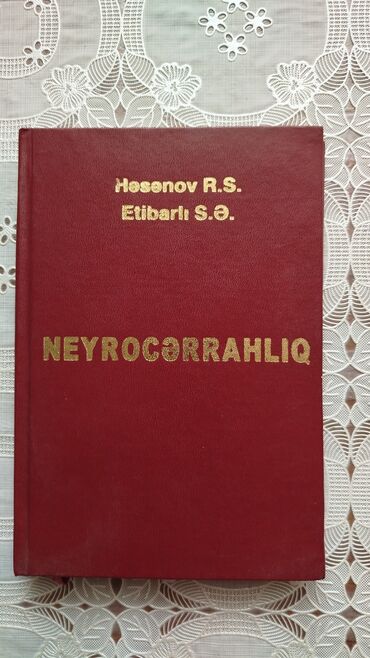 Həsənov R.S.
Etibarlı S.Ə.
NEYROCƏRRAHLIQ